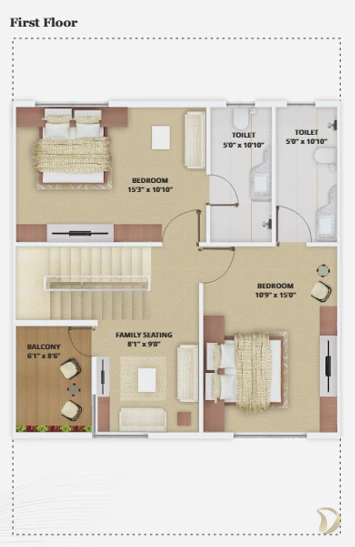 First Floor
TOILET
5'0" x 10'10"
TOILET
5'0" x 10'10"
BEDROOM
15'3" x 10'10"
BEDROOM
10'9" x 15'0"
FAMILY SEATING
8'1" x 9'0"
BALCONY
6'1" x 8'6"